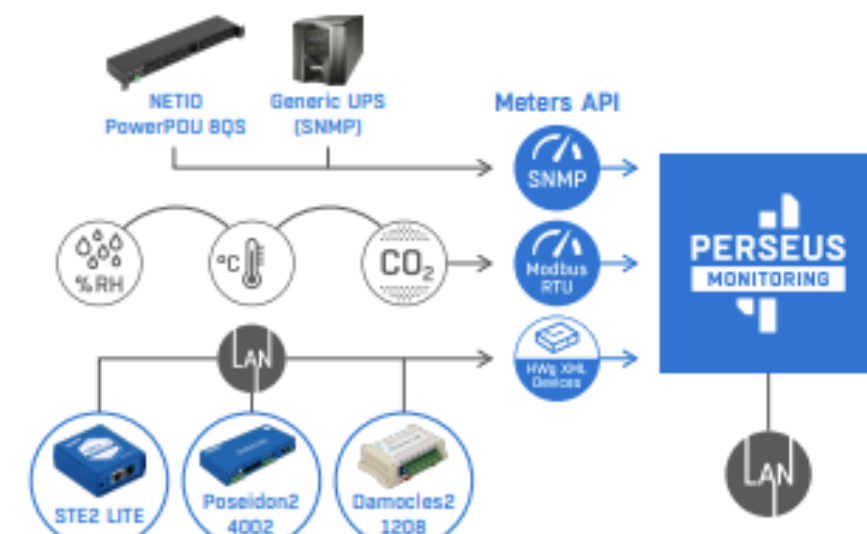 NETIO
PowerPDU 8QS
Generic UPS
(SNMP)
Meters API
SNMP
PERSEUS
MONITORING
%RH
°C
CO₂
Modbus
RTU
LAN
HWg XML
Devices
STE2 LITE
Poseidon2
4002
Damocles2
1208
LAN